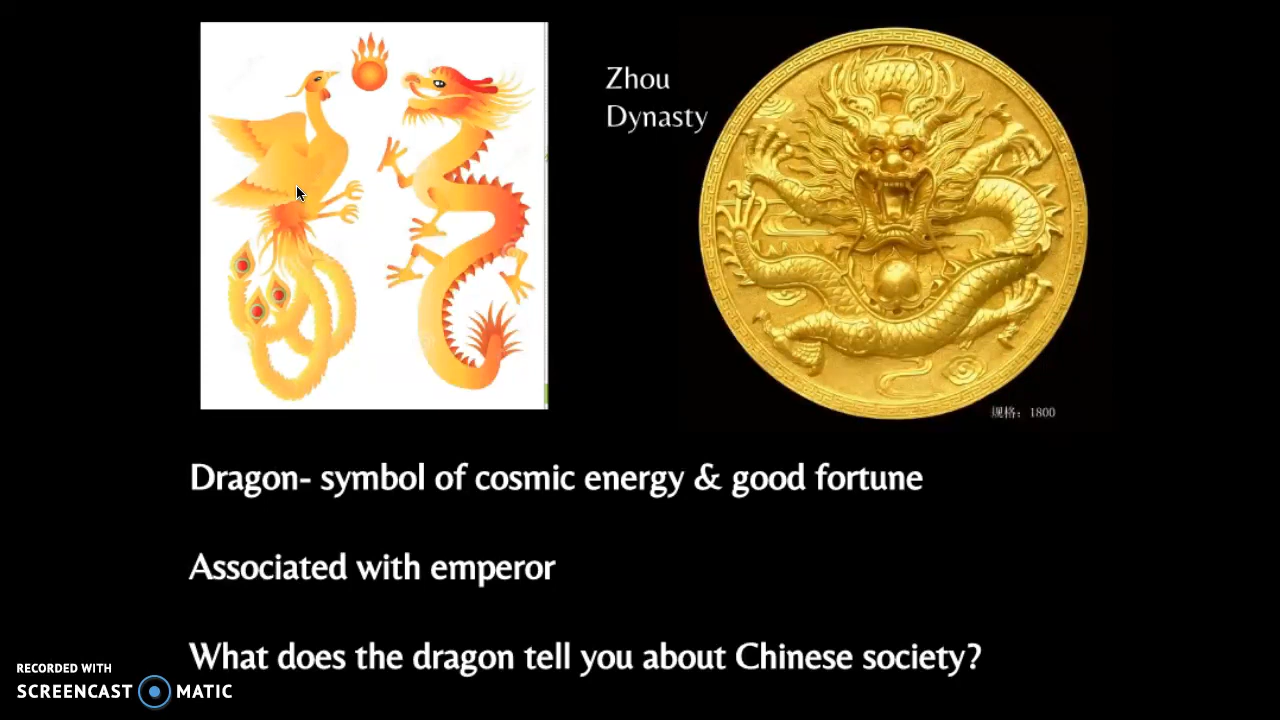 Zhou
Dynasty
规格：1800
Dragon- symbol of cosmic energy & good fortune
Associated with emperor
What does the dragon tell you about Chinese society?
RECORDED WITH
SCREENCAST MATIC